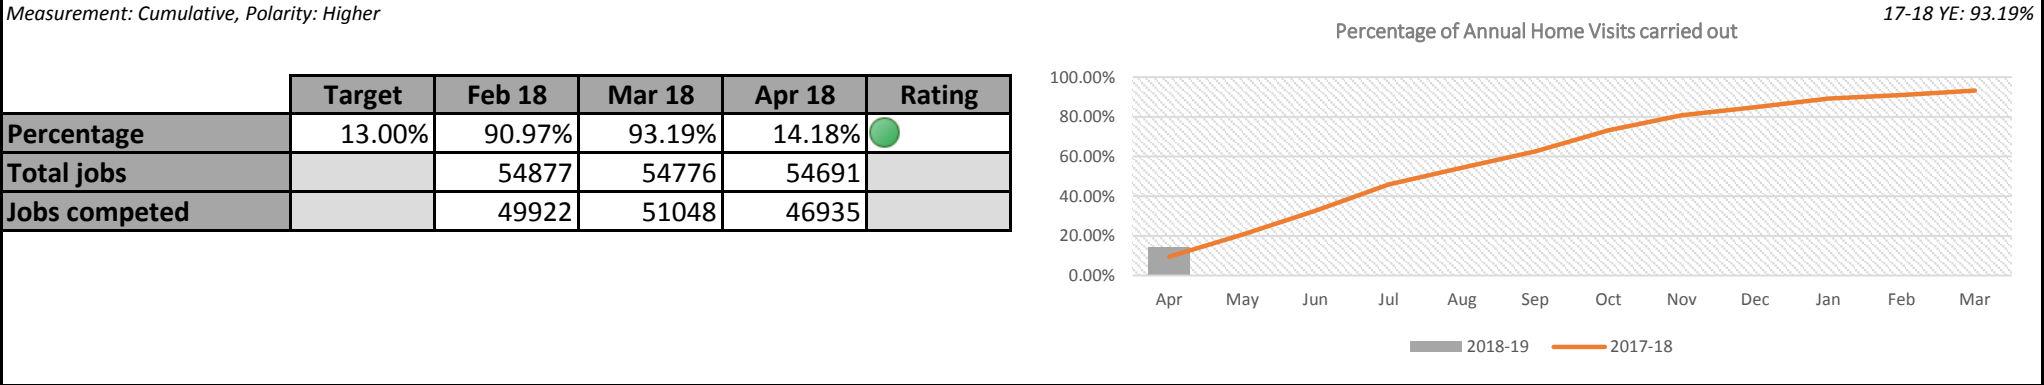 Measurement: Cumulative, Polarity: Higher
17-18 YE: 93.19%
Target Feb 18 Mar 18 Apr 18 Rating
Percentage 13.00% 90.97% 93.19% 14.18%
Total jobs 54877 54776 54691
Jobs competed 49922 51048 46935
Percentage of Annual Home Visits carried out
100.00%
80.00%
60.00%
40.00%
20.00%
0.00%
Apr May Jun Jul Aug Sep Oct Nov Dec Jan Feb Mar
2018-19 2017-18